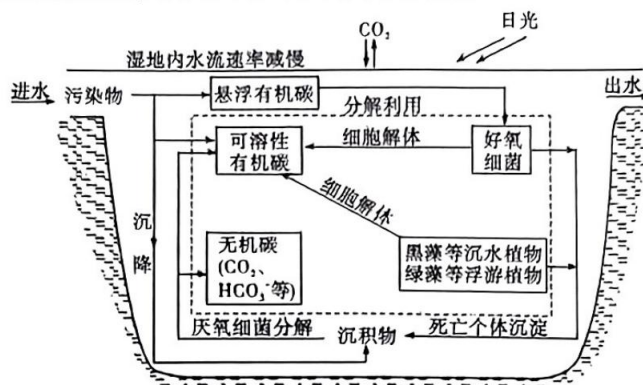 CO₂
日光
湿地内水流速率减慢
进水
污染物
悬浮有机碳
出水
分解利用
可溶性
有机碳
细胞解体
好氧
细菌
细胞解体
沉
降
无机碳
(CO₂、
HCO₃⁻等)
黑藻等沉水植物
绿藻等浮游植物
厌氧细菌分解
沉积物
死亡个体沉淀